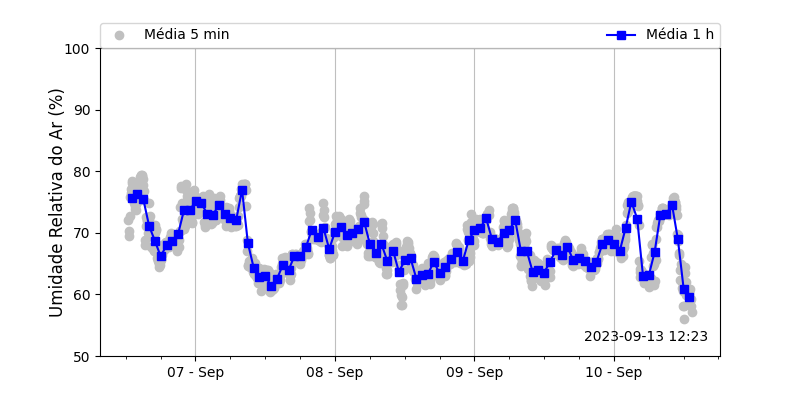 Média 5 min
Média 1 h
100
90
80
70
60
50
Umidade Relativa do Ar (%)
2023-09-13 12:23
07 - Sep
08 - Sep
09 - Sep
10 - Sep